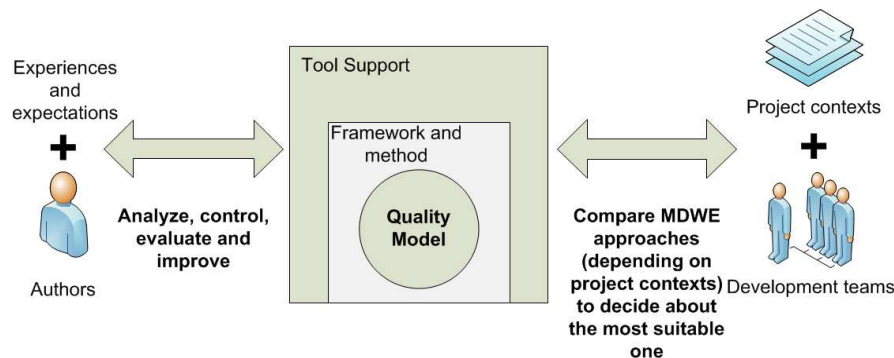 Experiences
and
expectations
Authors
Analyze, control,
evaluate and
improve
Tool Support
Framework and
method
Quality
Model
Compare MDWE
approaches
(depending on
project contexts)
to decide about
the most suitable
one
Project contexts
Development teams